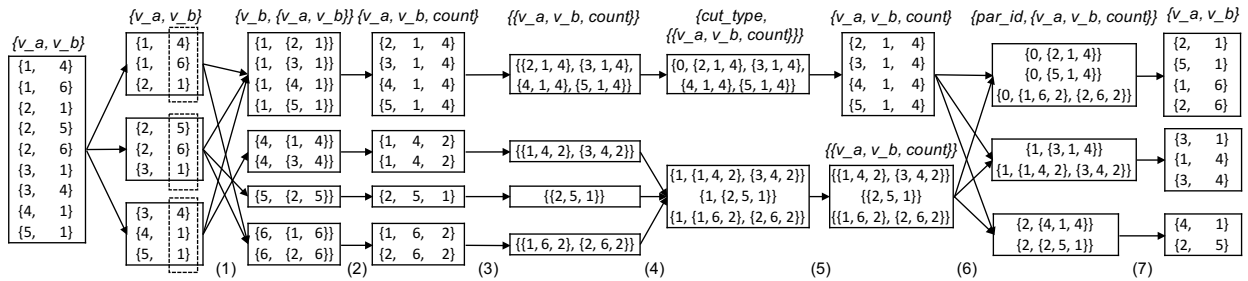 {v_a, v_b}
{1, 4}
{1, 6}
{2, 1}
{2, 5}
{2, 6}
{3, 1}
{3, 4}
{4, 1}
{5, 1}
{v_a, v_b}
{1, 4}
{1, 6}
{2, 1}
{2, 5}
{2, 6}
{3, 1}
{3, 4}
{4, 1}
{5, 1}
(1)
{v_b, {v_a, v_b}}
{1, {2, 1}}
{1, {3, 1}}
{1, {4, 1}}
{1, {5, 1}}
{4, {1, 4}}
{4, {3, 4}}
{5, {2, 5}}
{6, {1, 6}}
{6, {2, 6}}
(2)
{v_a, v_b, count}
{2, 1, 4}
{3, 1, 4}
{4, 1, 4}
{5, 1, 4}
{1, 4, 2}
{1, 4, 2}
{2, 5, 1}
{1, 6, 2}
{2, 6, 2}
(3)
{{v_a, v_b, count}}
{{2, 1, 4}, {3, 1, 4},
{4, 1, 4}, {5, 1, 4}}
{{1, 4, 2}, {3, 4, 2}}
{{2, 5, 1}}
{{1, 6, 2}, {2, 6, 2}}
(4)
{cut_type,
{{v_a, v_b, count}}}
{0, {2, 1, 4}}, {3, 1, 4},
{4, 1, 4}, {5, 1, 4}}
{1, {1, 4, 2}, {3, 4, 2}}
{1, {2, 5, 1}}
{1, {1, 6, 2}, {2, 6, 2}}
(5)
{v_a, v_b, count}
{2, 1, 4}
{3, 1, 4}
{4, 1, 4}
{5, 1, 4}
{{v_a, v_b, count}}
{{1, 4, 2}, {3, 4, 2}}
{{2, 5, 1}}
{{1, 6, 2}, {2, 6, 2}}
(6)
{par_id, {v_a, v_b, count}}
{0, {2, 1, 4}}
{0, {5, 1, 4}}
{0, {1, 6, 2}, {2, 6, 2}}
{1, {3, 1, 4}}
{1, {1, 4, 2}, {3, 4, 2}}
{2, {4, 1, 4}}
{2, {2, 5, 1}}
(7)
{v_a, v_b}
{2, 1}
{5, 1}
{1, 6}
{2, 6}
{3, 1}
{1, 4}
{3, 4}
{4, 1}
{2, 5}